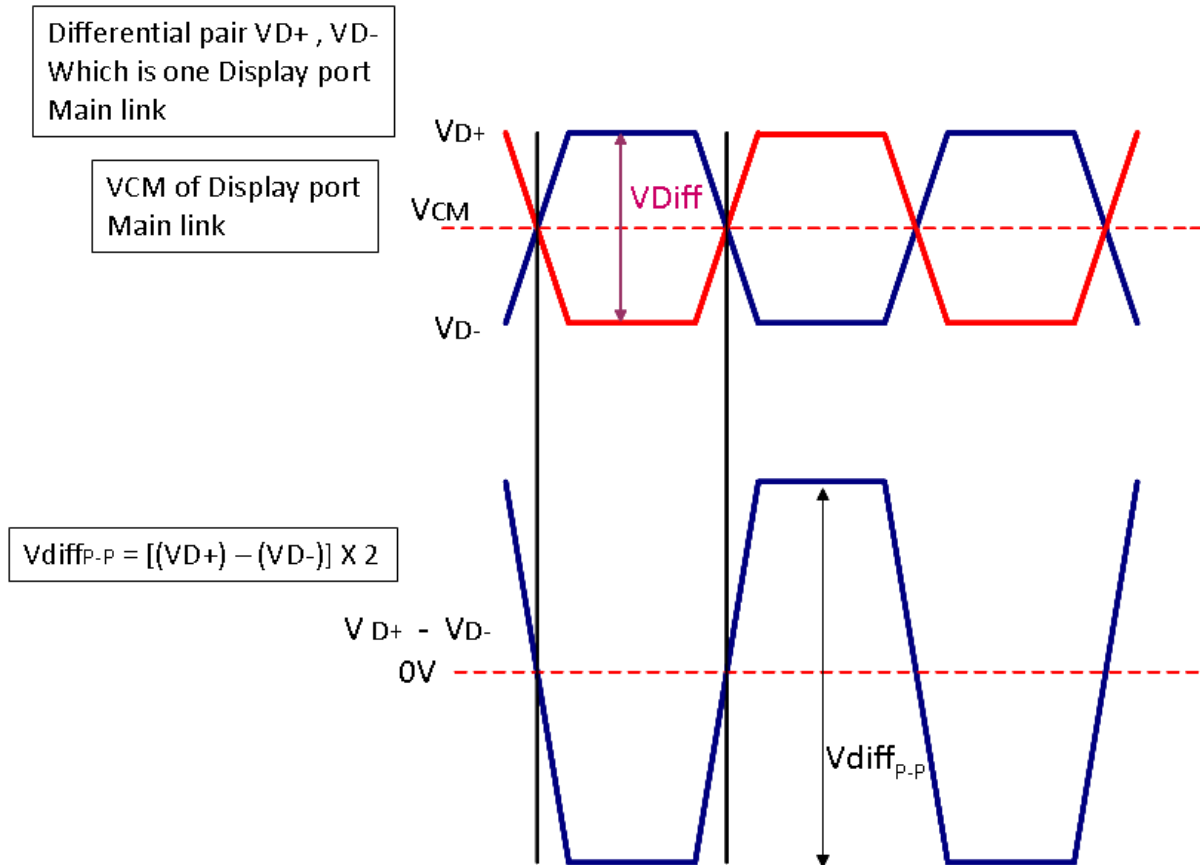 Differential pair VD+ , VD-
Which is one Display port
Main link
VCM of Display port
Main link
VD+
VDiff
VCM
VD-
VdiffP-P = [(VD+) – (VD-)] X 2
V D+ - VD-
0V
VdiffP-P